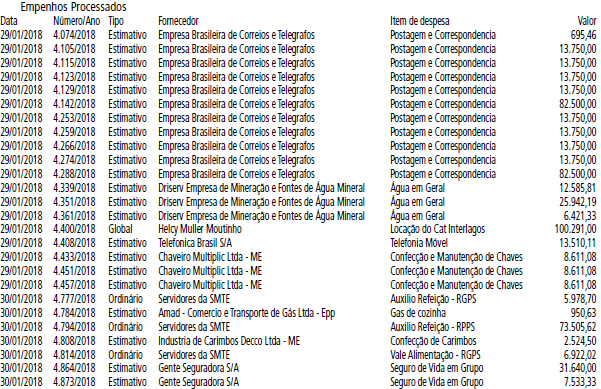 Empenhos Processados
Data Número/Ano Tipo Fornecedor Item de despesa Valor
29/01/2018 4.074/2018 Estimativo Empresa Brasileira de Correios e Telegrafos Postagem e Correspondencia 695,46
29/01/2018 4.105/2018 Estimativo Empresa Brasileira de Correios e Telegrafos Postagem e Correspondencia 13.750,00
29/01/2018 4.115/2018 Estimativo Empresa Brasileira de Correios e Telegrafos Postagem e Correspondencia 13.750,00
29/01/2018 4.123/2018 Estimativo Empresa Brasileira de Correios e Telegrafos Postagem e Correspondencia 13.750,00
29/01/2018 4.129/2018 Estimativo Empresa Brasileira de Correios e Telegrafos Postagem e Correspondencia 13.750,00
29/01/2018 4.142/2018 Estimativo Empresa Brasileira de Correios e Telegrafos Postagem e Correspondencia 82.500,00
29/01/2018 4.253/2018 Estimativo Empresa Brasileira de Correios e Telegrafos Postagem e Correspondencia 13.750,00
29/01/2018 4.259/2018 Estimativo Empresa Brasileira de Correios e Telegrafos Postagem e Correspondencia 13.750,00
29/01/2018 4.266/2018 Estimativo Empresa Brasileira de Correios e Telegrafos Postagem e Correspondencia 13.750,00
29/01/2018 4.274/2018 Estimativo Empresa Brasileira de Correios e Telegrafos Postagem e Correspondencia 13.750,00
29/01/2018 4.288/2018 Estimativo Empresa Brasileira de Correios e Telegrafos Postagem e Correspondencia 82.500,00
29/01/2018 4.339/2018 Estimativo Driserv Empresa de Mineração e Fontes de Água Mineral Água em Geral 12.585,81
29/01/2018 4.351/2018 Estimativo Driserv Empresa de Mineração e Fontes de Água Mineral Água em Geral 25.942,19
29/01/2018 4.361/2018 Estimativo Driserv Empresa de Mineração e Fontes de Água Mineral Água em Geral 6.421,33
29/01/2018 4.400/2018 Global Helcy Muller Moutinho Locação do Cat Interlagos 100.291,00
29/01/2018 4.408/2018 Estimativo Telefonica Brasil S/A Telefonia Móvel 13.510,11
29/01/2018 4.433/2018 Estimativo Chaveiro Multiplic Ltda - ME Confecção e Manutenção de Chaves 8.611,08
29/01/2018 4.451/2018 Estimativo Chaveiro Multiplic Ltda - ME Confecção e Manutenção de Chaves 8.611,08
29/01/2018 4.457/2018 Estimativo Chaveiro Multiplic Ltda - ME Confecção e Manutenção de Chaves 8.611,08
30/01/2018 4.777/2018 Ordinário Servidores da SMTE Auxilio Refeição - RGPS 5.978,70
30/01/2018 4.784/2018 Estimativo Amad - Comercio e Transporte de Gás Ltda - Epp Gas de cozinha 950,63
30/01/2018 4.794/2018 Ordinário Servidores da SMTE Auxilio Refeição - RPPS 73.505,62
30/01/2018 4.808/2018 Estimativo Industria de Carimbos Decco Ltda - ME Confecção de Carimbos 2.524,50
30/01/2018 4.814/2018 Ordinário Servidores da SMTE Vale Alimentação - RGPS 6.922,02
30/01/2018 4.864/2018 Estimativo Gente Seguradora S/A Seguro de Vida em Grupo 31.640,00
30/01/2018 4.873/2018 Estimativo Gente Seguradora S/A Seguro de Vida em Grupo 7.533,33